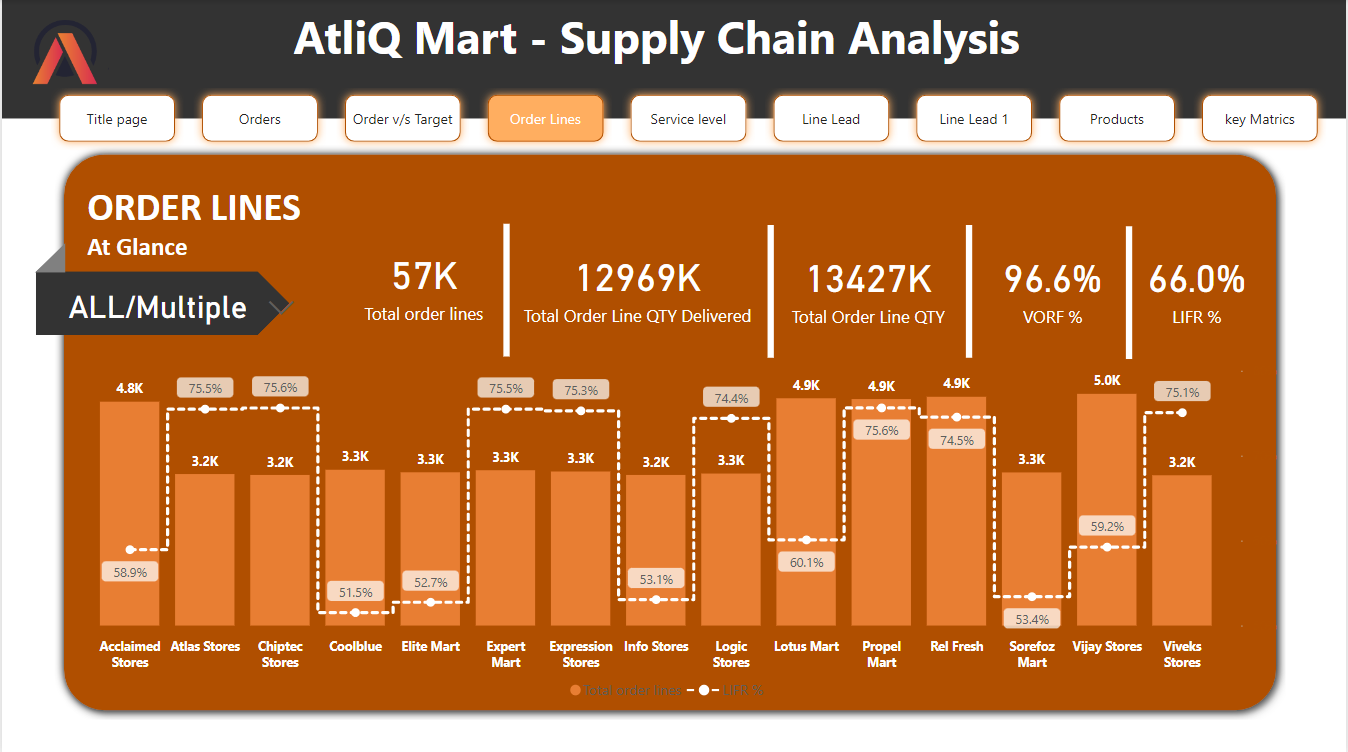 AtliQ Mart - Supply Chain Analysis
Title page
Orders
Order v/s Target
Order Lines
Service level
Line Lead
Line Lead 1
Products
key Matrics
ORDER LINES
At Glance
ALL/Multiple
57K
Total order lines
12969K
Total Order Line QTY Delivered
13427K
Total Order Line QTY
96.6%
VORF %
66.0%
LIFR %
4.8K
75.5%
75.6%
75.5%
75.3%
74.4%
4.9K
4.9K
4.9K
5.0K
75.1%
3.2K
3.2K
3.3K
3.3K
3.3K
3.3K
3.2K
3.3K
75.6%
74.5%
3.3K
3.2K
58.9%
51.5%
52.7%
53.1%
60.1%
53.4%
59.2%
Acclaimed
Stores
Atlas Stores
Chiptec
Stores
Coolblue
Elite Mart
Expert
Mart
Expression
Stores
Info Stores
Logic
Stores
Lotus Mart
Propel
Mart
Rel Fresh
Sorefoz
Mart
Vijay Stores
Viveks
Stores
Total order lines
LIFR %